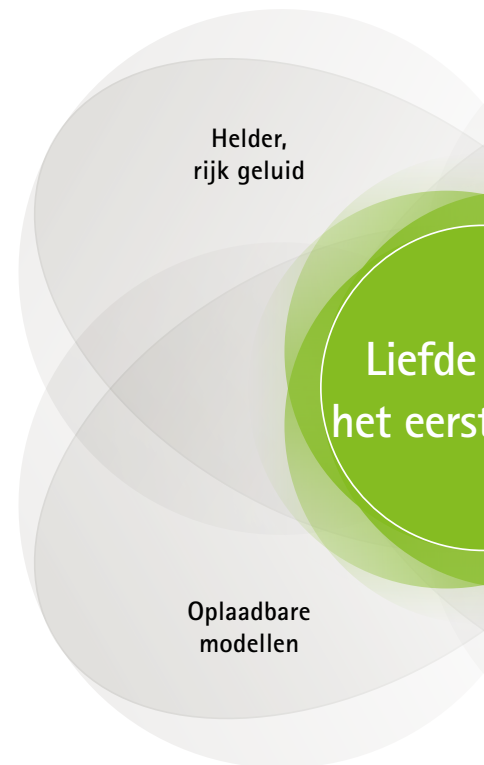 Helder,
rijk geluid
Liefde
het eerst
Oplaadbare
modellen